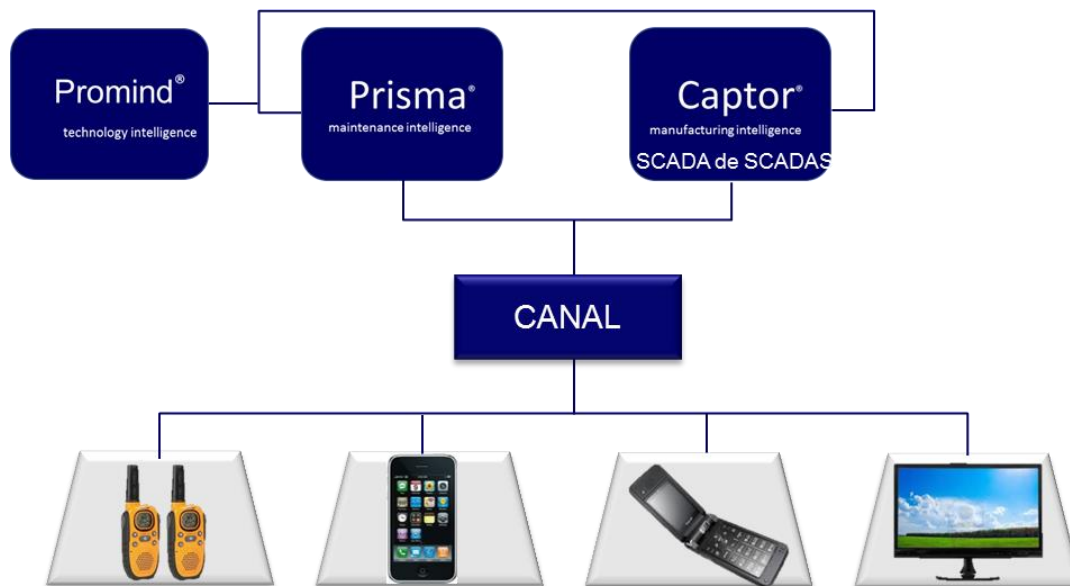 Promind®
technology intelligence
Prisma®
maintenance intelligence
Captor®
manufacturing intelligence
SCADA de SCADAS
CANAL